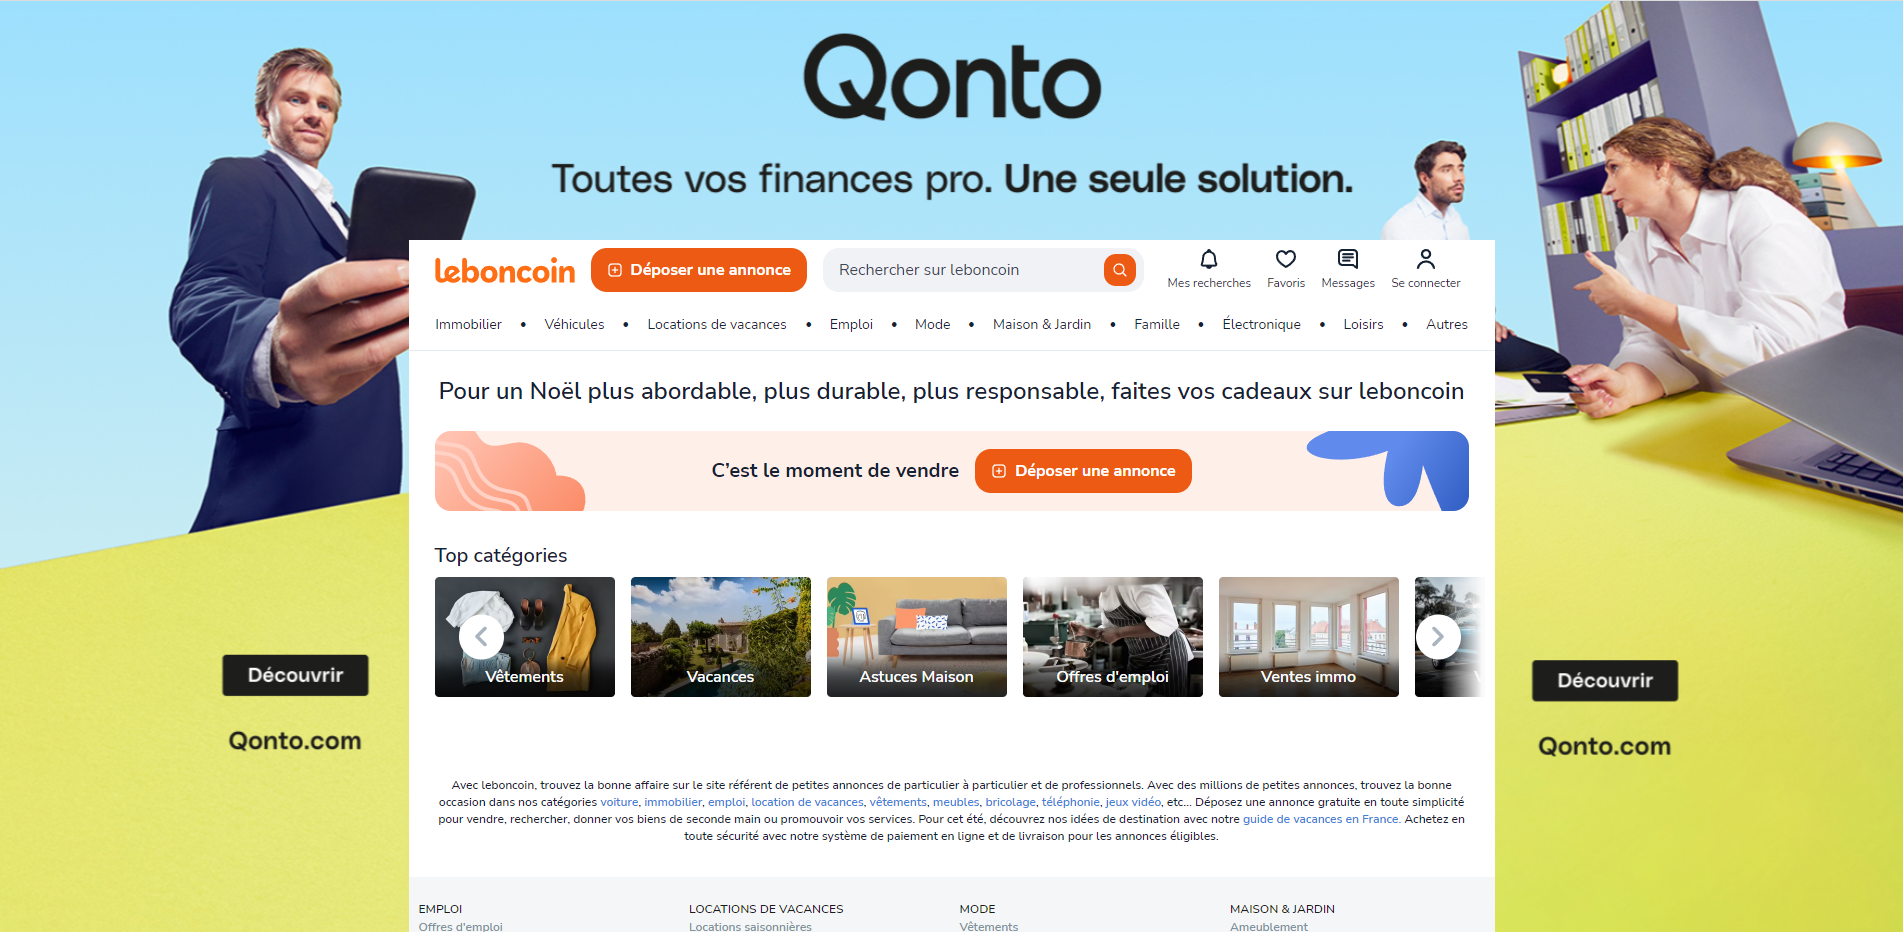 Qonto
Toutes vos finances pro. Une seule solution.
leboncoin
Déposer une annonce
Rechercher sur leboncoin
Mes recherches
Favoris
Messages
Se connecter
Immobilier • Véhicules • Locations de vacances • Emploi • Mode • Maison & Jardin • Famille • Électronique • Loisirs • Autres
Pour un Noël plus abordable, plus durable, plus responsable, faites vos cadeaux sur leboncoin
C'est le moment de vendre
Déposer une annonce
Top catégories
Vêtements
Vacances
Astuces Maison
Offres d'emploi
Ventes immo
Découvrir
Qonto.com
Découvrir
Qonto.com
Avec leboncoin, trouvez la bonne affaire sur le site référent de petites annonces de particulier à particulier et de professionnels. Avec des millions de petites annonces, trouvez la bonne
occasion dans nos catégories voiture, immobilier, emploi, location de vacances, vêtements, meubles, bricolage, téléphonie, jeux vidéo, etc... Déposez une annonce gratuite en toute simplicité
pour vendre, rechercher, donner vos biens de seconde main ou promouvoir vos services. Pour cet été, découvrez nos idées de destination avec notre guide de vacances en France. Achetez en
toute sécurité avec notre système de paiement en ligne et de livraison pour les annonces éligibles.
EMPLOI
Offres d'emploi
LOCATIONS DE VACANCES
Locations saisonnières
MODE
Vêtements
MAISON & JARDIN
Ameublement